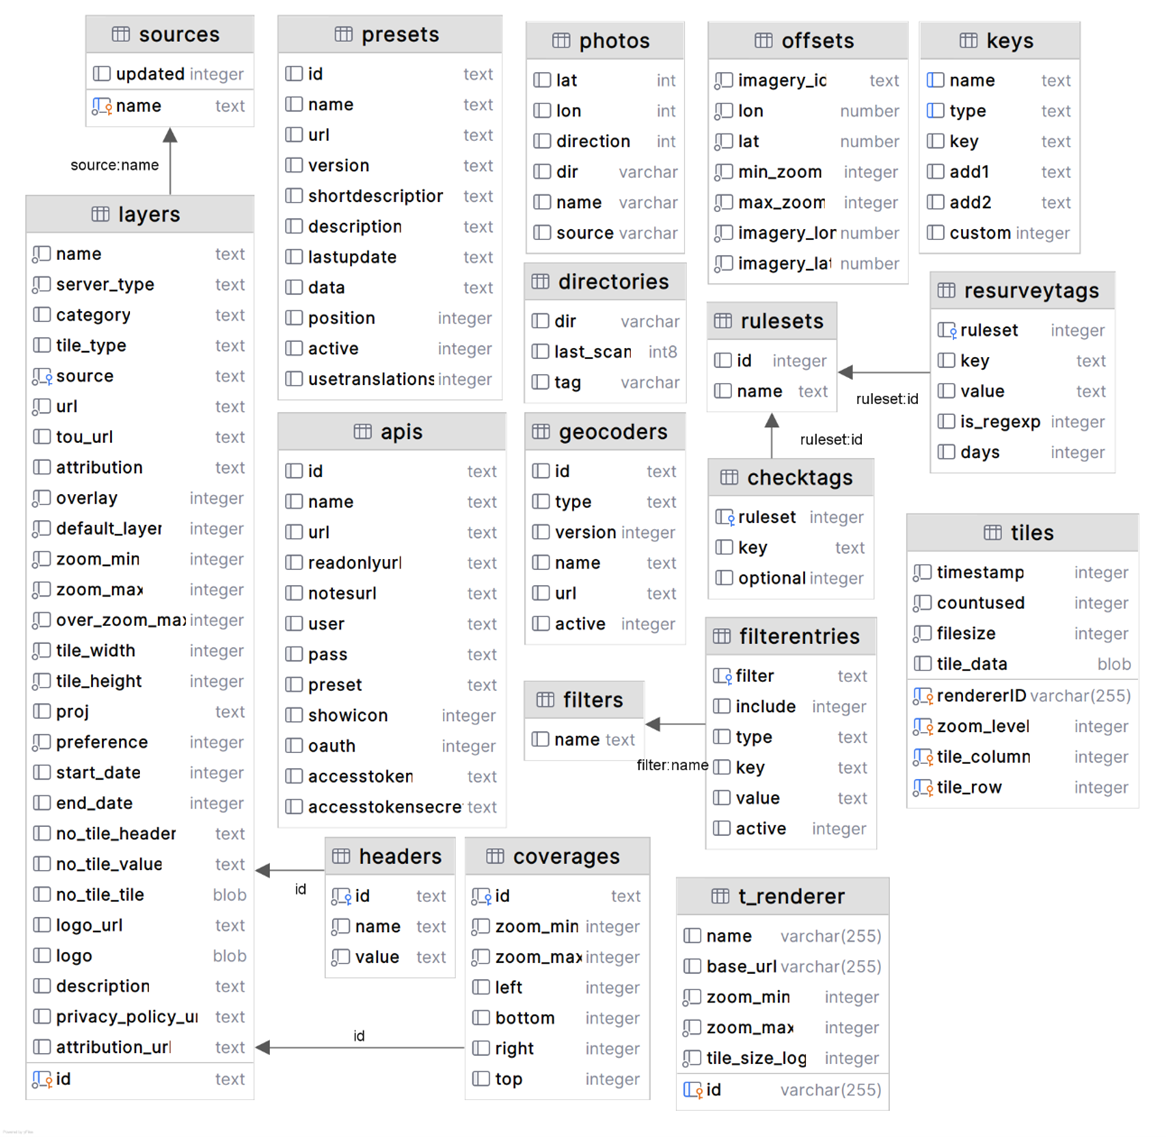 sources
updated integer
name text
source:name
layers
name text
server_type text
category text
tile_type text
source text
url text
tou_url text
attribution text
overlay integer
default_layer integer
zoom_min integer
zoom_max integer
over_zoom_max integer
tile_width integer
tile_height integer
proj text
preference integer
start_date integer
end_date integer
no_tile_header text
no_tile_value text
no_tile_tile blob
logo_url text
logo blob
description text
privacy_policy_ur text
attribution_url text
id text
presets
id text
name text
url text
version text
shortdescription text
description text
lastupdate text
data text
position integer
active integer
usetranslations integer
apis
id text
name text
url text
readonlyurl text
notesurl text
user text
pass text
preset text
showicon integer
oauth integer
accesstoken text
accesstokensecre text
photos
lat int
lon int
direction int
dir varchar
name varchar
source varchar
directories
dir varchar
last_scan int8
tag varchar
geocoders
id text
type text
version integer
name text
url text
active integer
filters
name text
filter:name
offsets
imagery_id text
lon number
lat number
min_zoom integer
max_zoom integer
imagery_lon number
imagery_lat number
keys
name text
type text
key text
add1 text
add2 text
custom integer
rulesets
id integer
name text
ruleset:id
resurveytags
ruleset integer
key text
value text
is_regexp integer
days integer
ruleset:id
checktags
ruleset integer
key text
optional integer
filterentries
filter text
include integer
type text
key text
value text
active integer
tiles
timestamp integer
countused integer
filesize integer
tile_data blob
rendererID varchar(255)
zoom_level integer
tile_column integer
tile_row integer
id
headers
id text
name text
value text
id
coverages
id text
zoom_min integer
zoom_max integer
left integer
bottom integer
right integer
top integer
t_renderer
name varchar(255)
base_url varchar(255)
zoom_min integer
zoom_max integer
tile_size_log integer
id varchar(255)